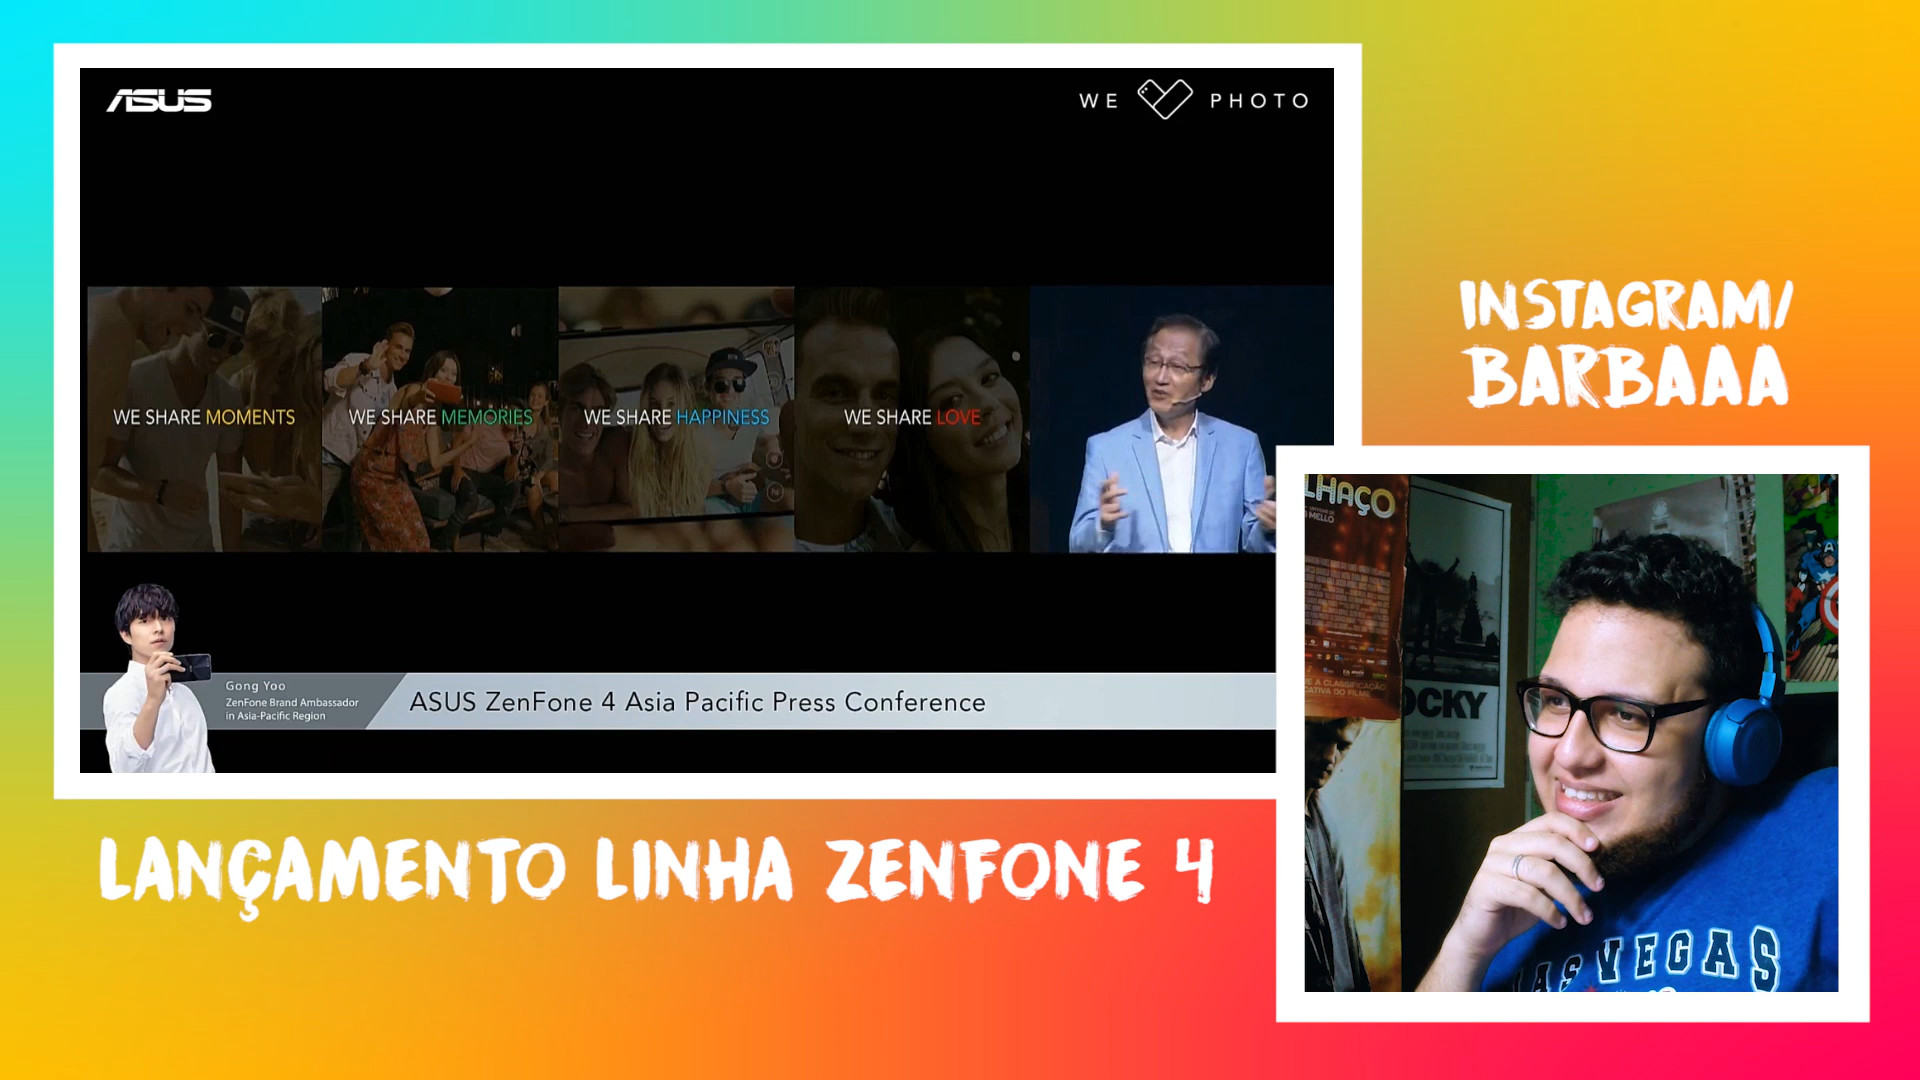 ASUS
WE PHOTO
WE SHARE MOMENTS
WE SHARE MEMORIES
WE SHARE HAPPINESS
WE SHARE LOVE
Gong Yoo
ZenFone Brand Ambassador
in Asia-Pacific Region
ASUS ZenFone 4 Asia Pacific Press Conference
INSTAGRAM/
BARBAAA
LHAÇO
MELLO
OCKY
AS VEGAS
LANÇAMENTO LINHA ZENFONE 4